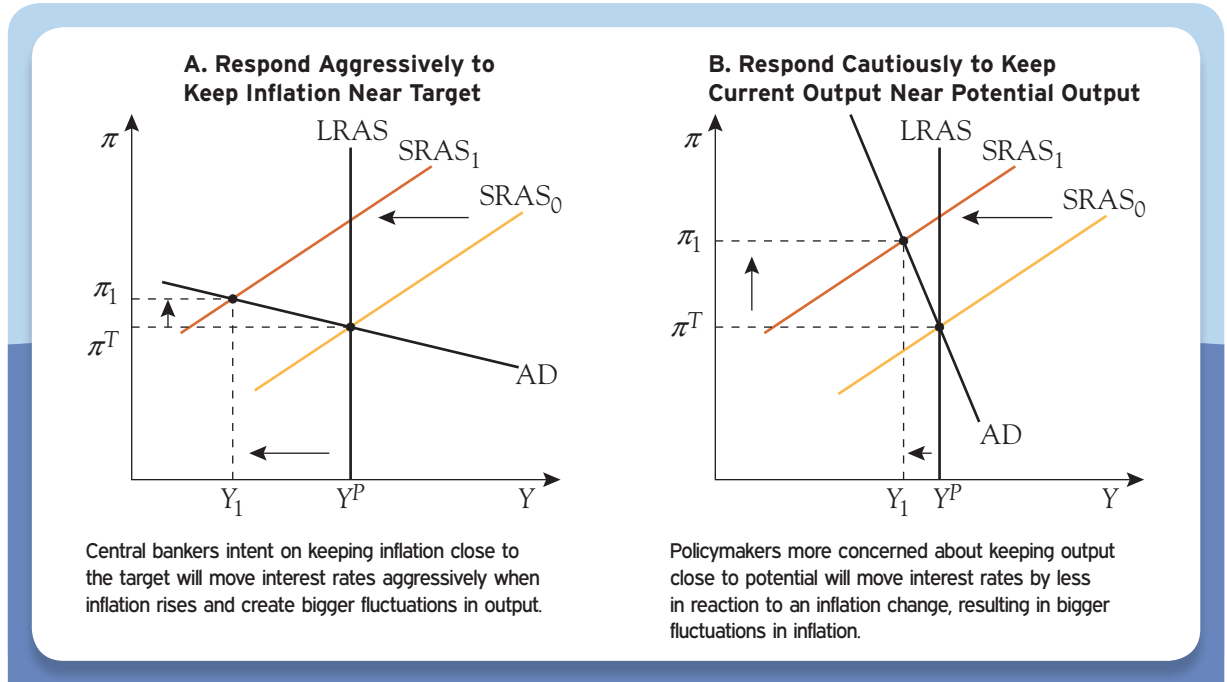 A. Respond Aggressively to
Keep Inflation Near Target
π
LRAS
SRAS₁
SRAS₀
π₁
πᵀ
AD
Y₁
Yᴾ
Y
Central bankers intent on keeping inflation close to
the target will move interest rates aggressively when
inflation rises and create bigger fluctuations in output.
B. Respond Cautiously to Keep
Current Output Near Potential Output
π
LRAS
SRAS₁
SRAS₀
π₁
πᵀ
AD
Y₁
Yᴾ
Y
Policymakers more concerned about keeping output
close to potential will move interest rates by less
in reaction to an inflation change, resulting in bigger
fluctuations in inflation.